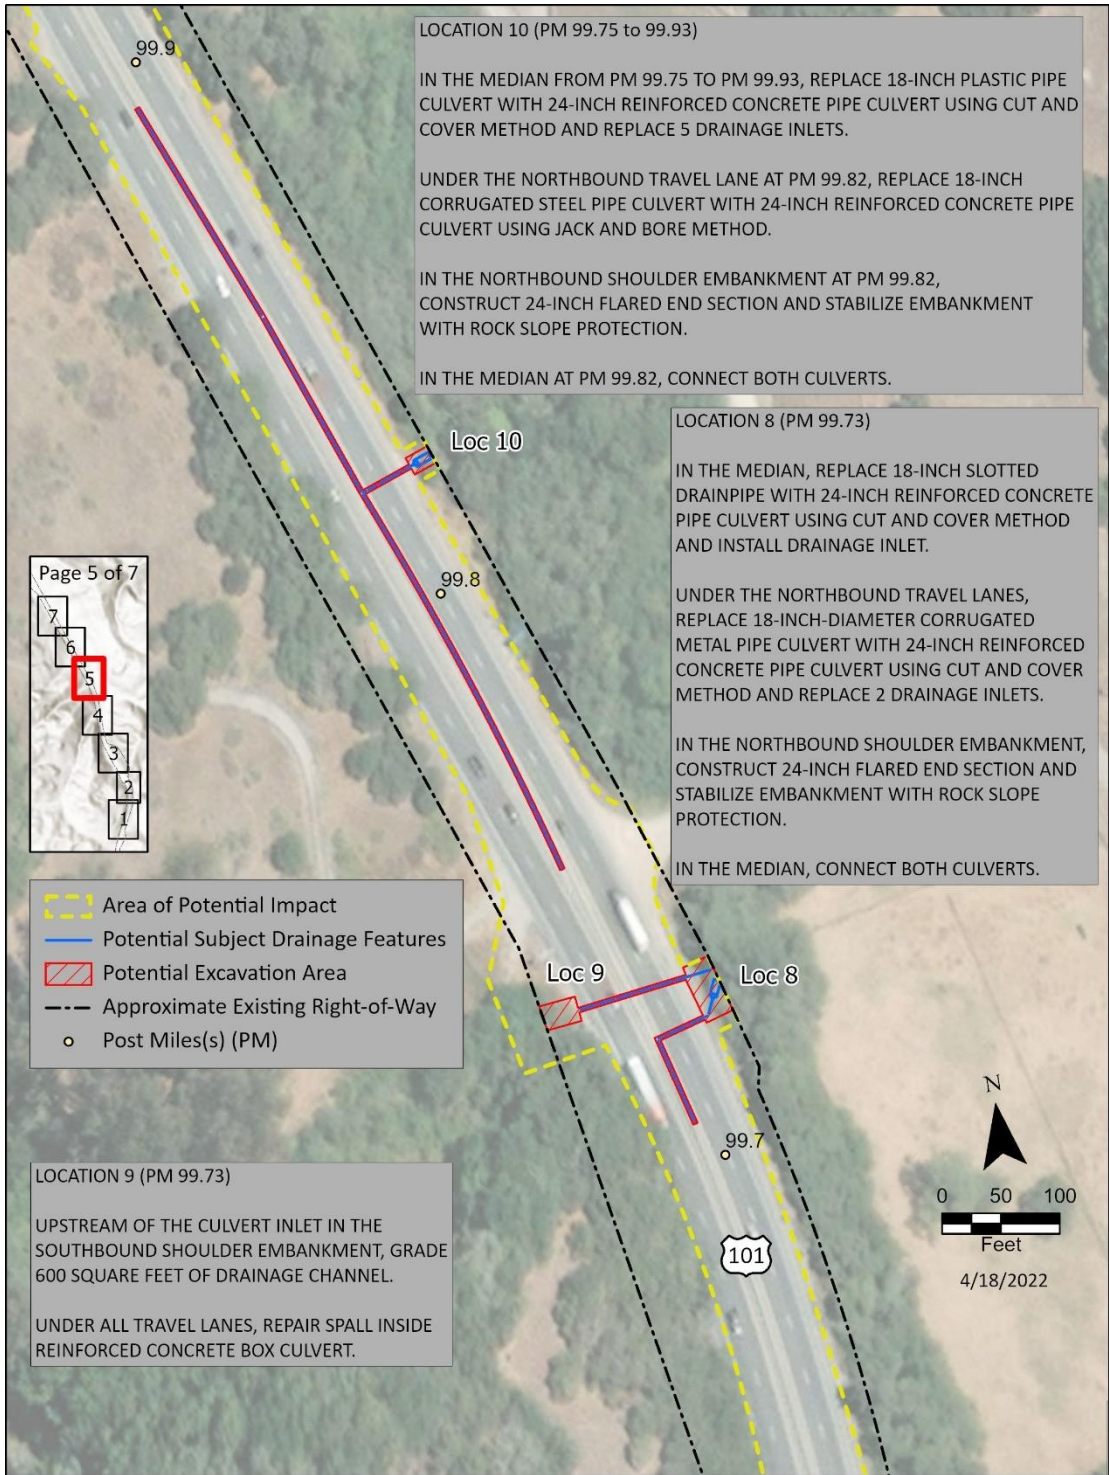 LOCATION 10 (PM 99.75 to 99.93)
IN THE MEDIAN FROM PM 99.75 TO PM 99.93, REPLACE 18-INCH PLASTIC PIPE
CULVERT WITH 24-INCH REINFORCED CONCRETE PIPE CULVERT USING CUT AND
COVER METHOD AND REPLACE 5 DRAINAGE INLETS.
UNDER THE NORTHBOUND TRAVEL LANE AT PM 99.82, REPLACE 18-INCH
CORRUGATED STEEL PIPE CULVERT WITH 24-INCH REINFORCED CONCRETE PIPE
CULVERT USING JACK AND BORE METHOD.
IN THE NORTHBOUND SHOULDER EMBANKMENT AT PM 99.82,
CONSTRUCT 24-INCH FLARED END SECTION AND STABILIZE EMBANKMENT
WITH ROCK SLOPE PROTECTION.
IN THE MEDIAN AT PM 99.82, CONNECT BOTH CULVERTS.
99.9
Loc 10
LOCATION 8 (PM 99.73)
IN THE MEDIAN, REPLACE 18-INCH SLOTTED
DRAINPIPE WITH 24-INCH REINFORCED CONCRETE
PIPE CULVERT USING CUT AND COVER METHOD
AND INSTALL DRAINAGE INLET.
UNDER THE NORTHBOUND TRAVEL LANES,
REPLACE 18-INCH-DIAMETER CORRUGATED
METAL PIPE CULVERT WITH 24-INCH REINFORCED
CONCRETE PIPE CULVERT USING CUT AND COVER
METHOD AND REPLACE 2 DRAINAGE INLETS.
IN THE NORTHBOUND SHOULDER EMBANKMENT,
CONSTRUCT 24-INCH FLARED END SECTION AND
STABILIZE EMBANKMENT WITH ROCK SLOPE
PROTECTION.
IN THE MEDIAN, CONNECT BOTH CULVERTS.
99.8
Page 5 of 7
7
6
5
4
3
2
1
Area of Potential Impact
Potential Subject Drainage Features
Potential Excavation Area
Approximate Existing Right-of-Way
Post Miles(s) (PM)
Loc 9
Loc 8
99.7
LOCATION 9 (PM 99.73)
UPSTREAM OF THE CULVERT INLET IN THE
SOUTHBOUND SHOULDER EMBANKMENT, GRADE
600 SQUARE FEET OF DRAINAGE CHANNEL.
UNDER ALL TRAVEL LANES, REPAIR SPALL INSIDE
REINFORCED CONCRETE BOX CULVERT.
101
N
0 50 100
Feet
4/18/2022